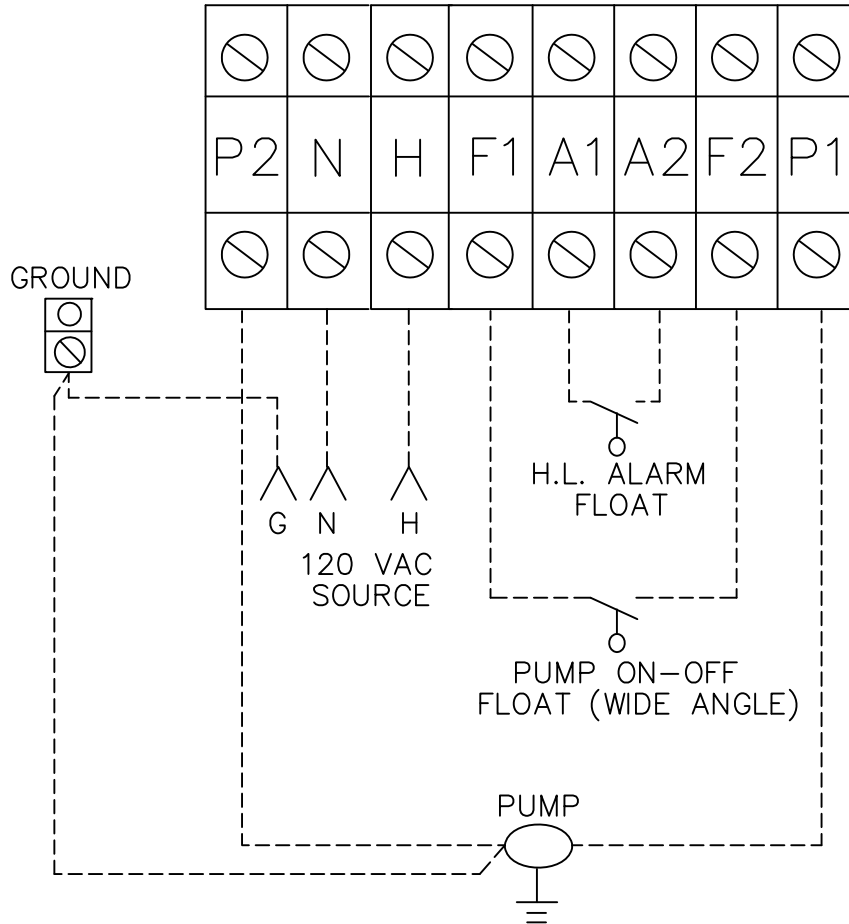 P2 N H F1 A1 A2 F2 P1
GROUND
H.L. ALARM
FLOAT
G N H
120 VAC
SOURCE
PUMP ON-OFF
FLOAT (WIDE ANGLE)
PUMP